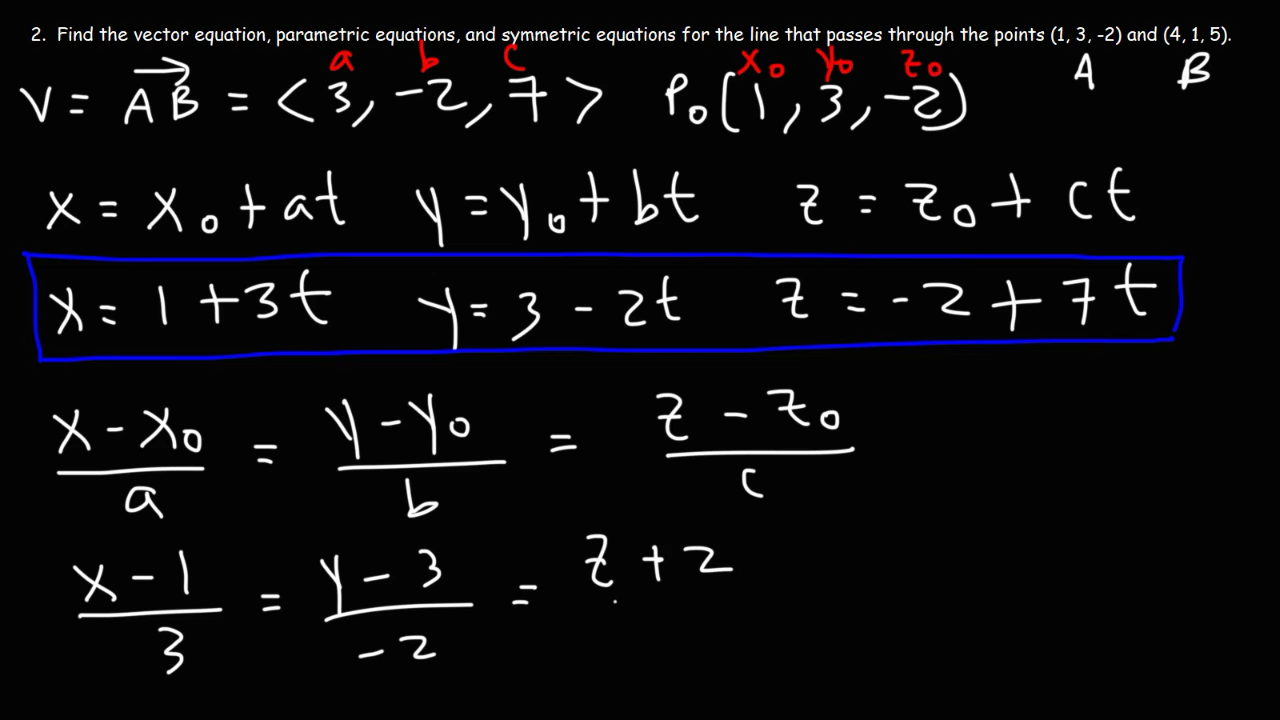 2. Find the vector equation, parametric equations, and symmetric equations for the line that passes through the points (1, 3, -2) and (4, 1, 5).
a b c x₀ y₀ z₀ A B
V = AB⃗ = <3, -2, 7> P₀(1, 3, -2)
x = x₀ + at y = y₀ + bt z = z₀ + ct
x = 1 + 3t y = 3 - 2t z = -2 + 7t
x - x₀ = y - y₀ = z - z₀
a b c
x - 1 = y - 3 = z + 2
3 -2